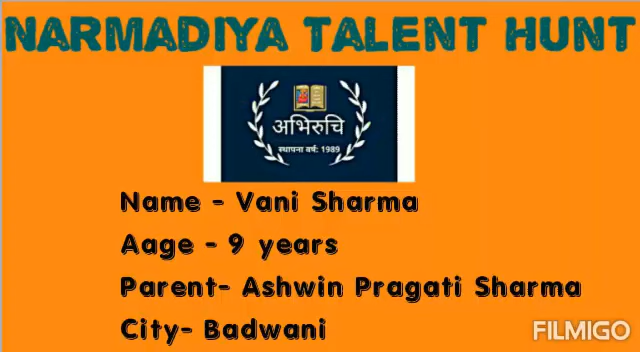 NARMADIYA TALENT HUNT
अभिरुचि
स्थापना वर्ष: 1989
Name - Vani Sharma
Aage - 9 years
Parent- Ashwin Pragati Sharma
City- Badwani
FILMIGO